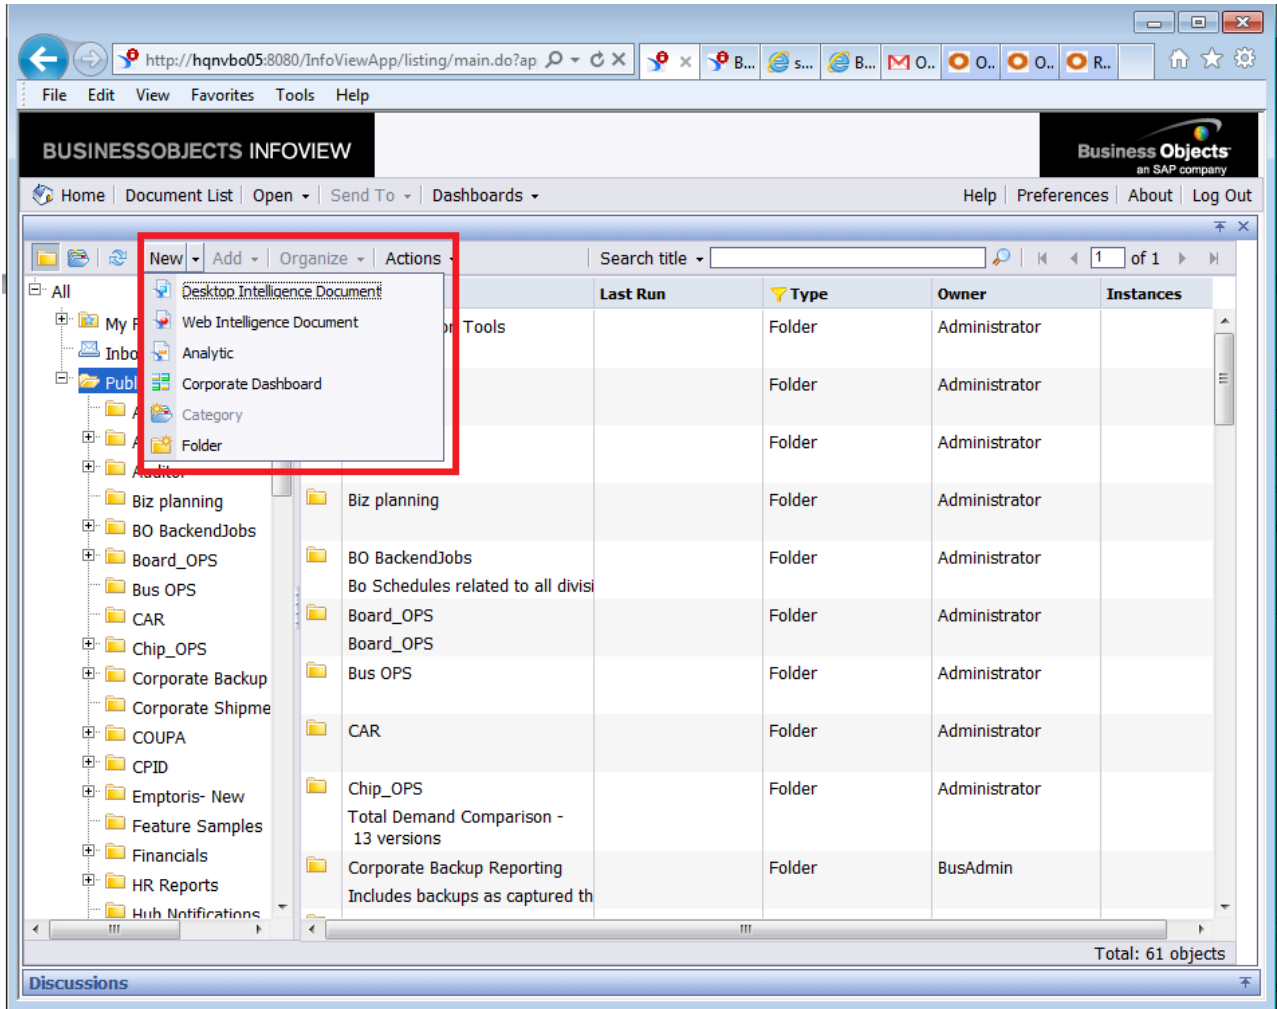 http://hqnvbo05:8080/InfoViewApp/listing/main.do?ap
B...
s...
B...
O..
O..
O..
R..
File Edit View Favorites Tools Help
BUSINESSOBJECTS INFOVIEW
Business Objects
an SAP company
Home Document List Open Send To Dashboards
Help Preferences About Log Out
New Add Organize Actions
Search title
1 of 1
All
Desktop Intelligence Document
Web Intelligence Document
Analytic
Corporate Dashboard
Category
Folder
Last Run Type Owner Instances
Tools Folder Administrator
Folder Administrator
Folder Administrator
Biz planning Folder Administrator
BO BackendJobs Folder Administrator
Bo Schedules related to all divisi
Board_OPS Folder Administrator
Board_OPS
Bus OPS Folder Administrator
CAR Folder Administrator
Chip_OPS Folder Administrator
Total Demand Comparison -
13 versions
Corporate Backup Reporting Folder BusAdmin
Includes backups as captured th
My
Inbo
Publ
Auditor
Biz planning
BO BackendJobs
Board_OPS
Bus OPS
CAR
Chip_OPS
Corporate Backup
Corporate Shipme
COUPA
CPID
Emptoris- New
Feature Samples
Financials
HR Reports
Hub Notifications
Total: 61 objects
Discussions